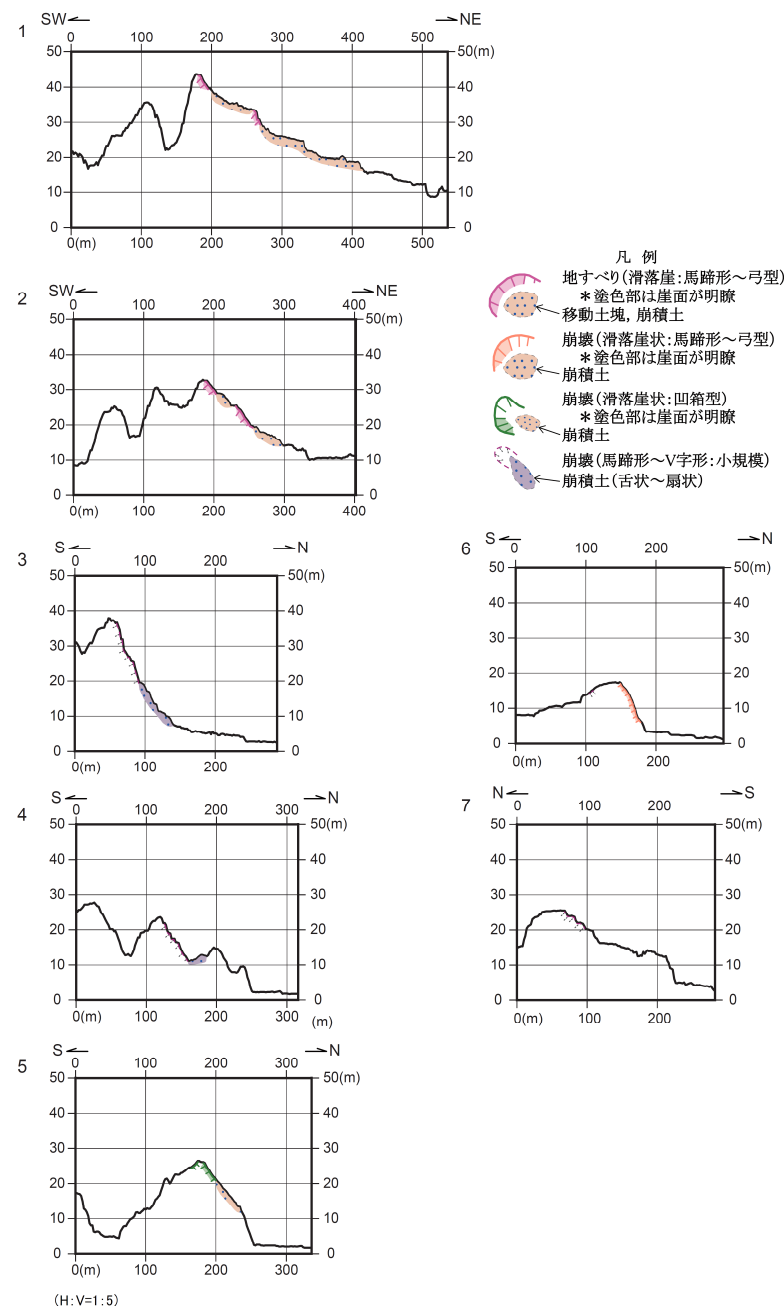 1
SW NE
0 100 200 300 400 500
50 50(m)
40 40
30 30
20 20
10 10
0 0
0(m) 100 200 300 400 500
2
SW NE
0 100 200 300 400
50 50
40 40
30 30
20 20
10 10
0 0
0(m) 100 200 300 400
凡 例
地すべり(滑落崖:馬蹄形～弓型)
*塗色部は崖面が明瞭
移動土塊, 崩積土
崩壊(滑落崖状:馬蹄形～弓型)
*塗色部は崖面が明瞭
崩積土
崩壊(滑落崖状:凹箱型)
*塗色部は崖面が明瞭
崩積土
崩壊(馬蹄形～V字形:小規模)
崩積土(舌状～扇状)
3
S N
0 100 200
50 50(m)
40 40
30 30
20 20
10 10
0 0
0(m) 100 200
4
S N
0 100 200 300
50 50(m)
40 40
30 30
20 20
10 10
0 0
0(m) 100 200 300
(m)
5
S N
0 100 200 300
50 50(m)
40 40
30 30
20 20
10 10
0 0
0(m) 100 200 300
(H:V=1:5)
6
S N
0 200
50 50(m)
40 40
30 30
20 20
10 10
0 0
0(m) 100 200
7
N S
0 100 200
50 50(m)
40 40
30 30
20 20
10 10
0 0
0(m) 100 200